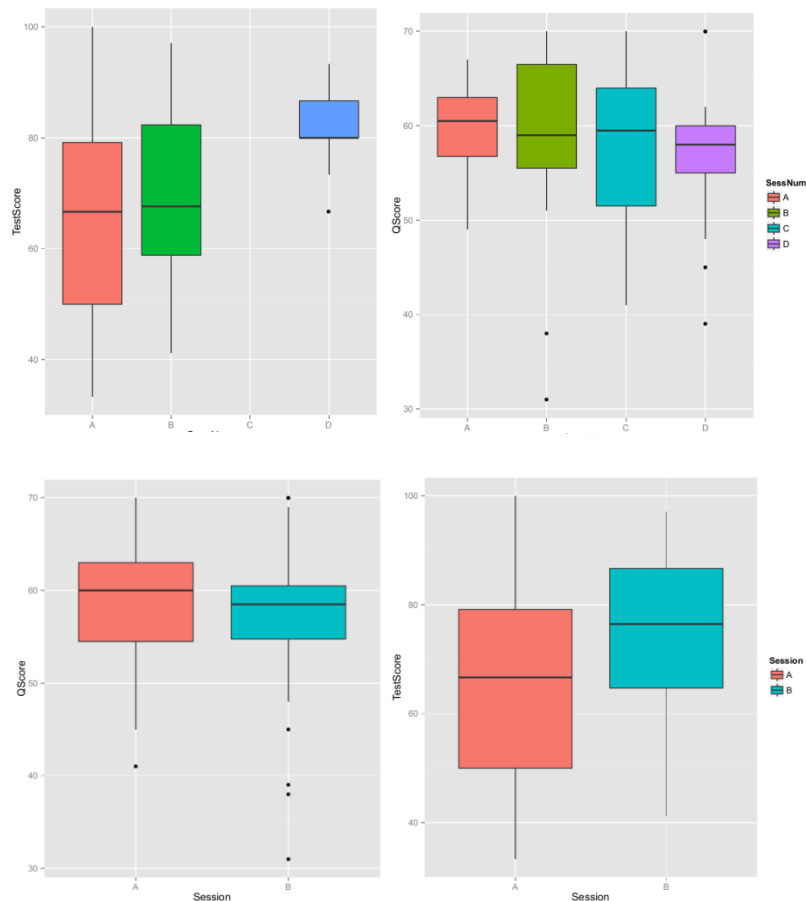 100
80
60
40
TestScore
A B C D
70
60
50
40
30
QScore
A B C D
SessNum
A
B
C
D
70
60
50
40
30
QScore
A B
Session
100
80
60
40
TestScore
A B
Session
Session
A
B